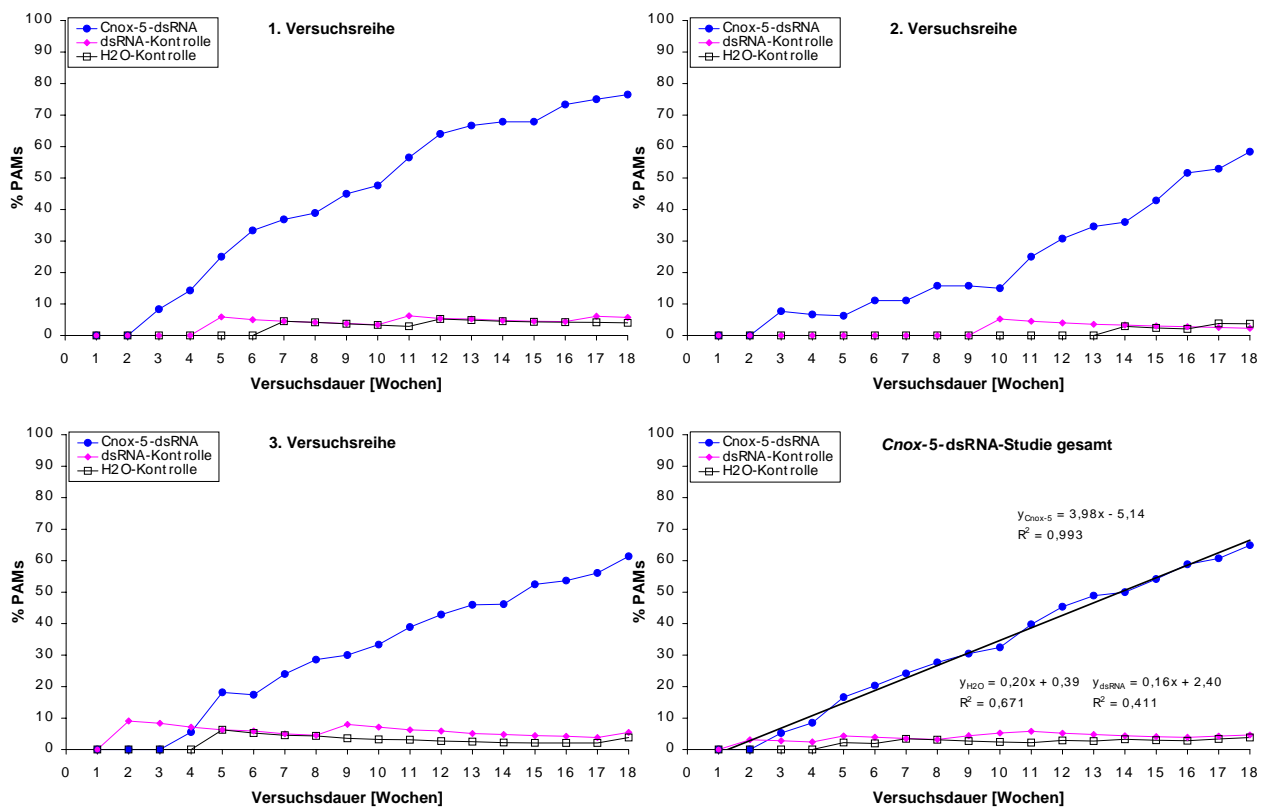 1. Versuchsreihe
Cnox-5-dsRNA
dsRNA-Kontrolle
H2O-Kontrolle
% PAMs
100
90
80
70
60
50
40
30
20
10
0
0 1 2 3 4 5 6 7 8 9 10 11 12 13 14 15 16 17 18
Versuchsdauer [Wochen]
2. Versuchsreihe
Cnox-5-dsRNA
dsRNA-Kontrolle
H2O-Kontrolle
% PAMs
100
90
80
70
60
50
40
30
20
10
0
0 1 2 3 4 5 6 7 8 9 10 11 12 13 14 15 16 17 18
Versuchsdauer [Wochen]
3. Versuchsreihe
Cnox-5-dsRNA
dsRNA-Kontrolle
H2O-Kontrolle
% PAMs
100
90
80
70
60
50
40
30
20
10
0
0 1 2 3 4 5 6 7 8 9 10 11 12 13 14 15 16 17 18
Versuchsdauer [Wochen]
Cnox-5-dsRNA-Studie gesamt
Cnox-5-dsRNA
dsRNA-Kontrolle
H2O-Kontrolle
% PAMs
100
90
80
70
60
50
40
30
20
10
0
yCnox-5 = 3,98x - 5,14
R² = 0,993
yH2O = 0,20x + 0,39
R² = 0,671
ydsRNA = 0,16x + 2,40
R² = 0,411
0 1 2 3 4 5 6 7 8 9 10 11 12 13 14 15 16 17 18
Versuchsdauer [Wochen]